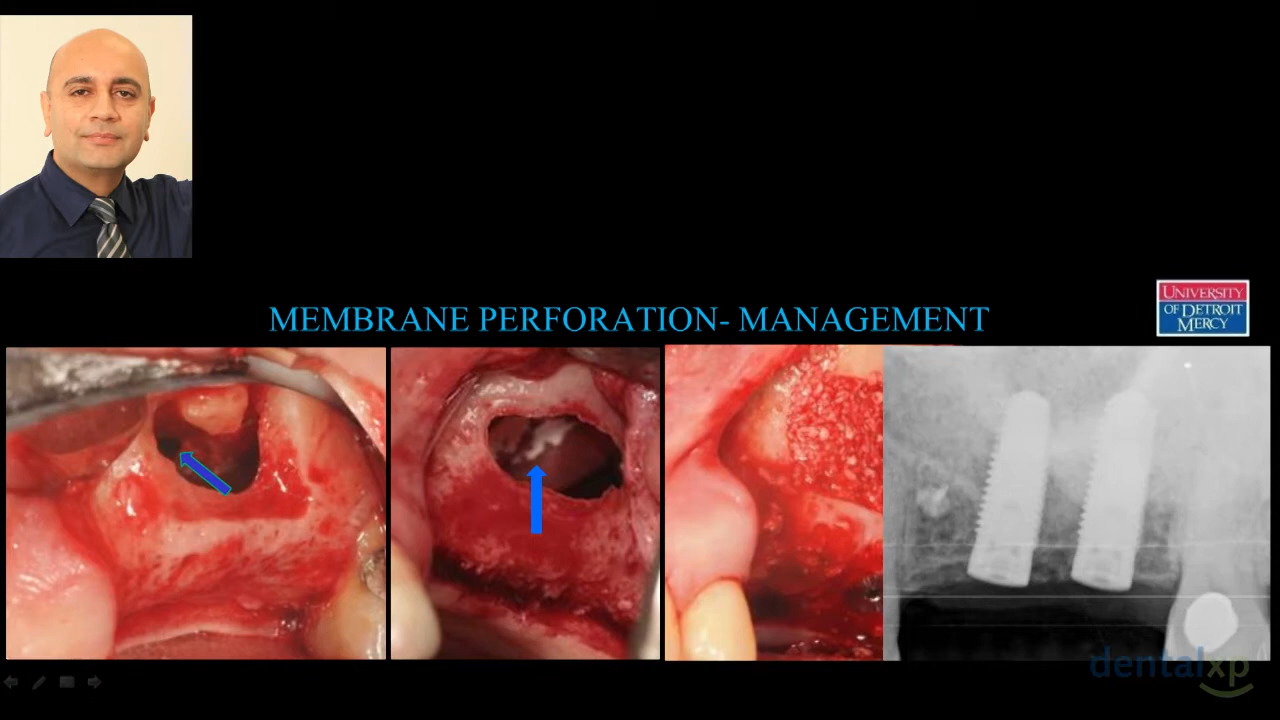 MEMBRANE PERFORATION- MANAGEMENT
UNIVERSITY
OF DETROIT
MERCY
dentalxp